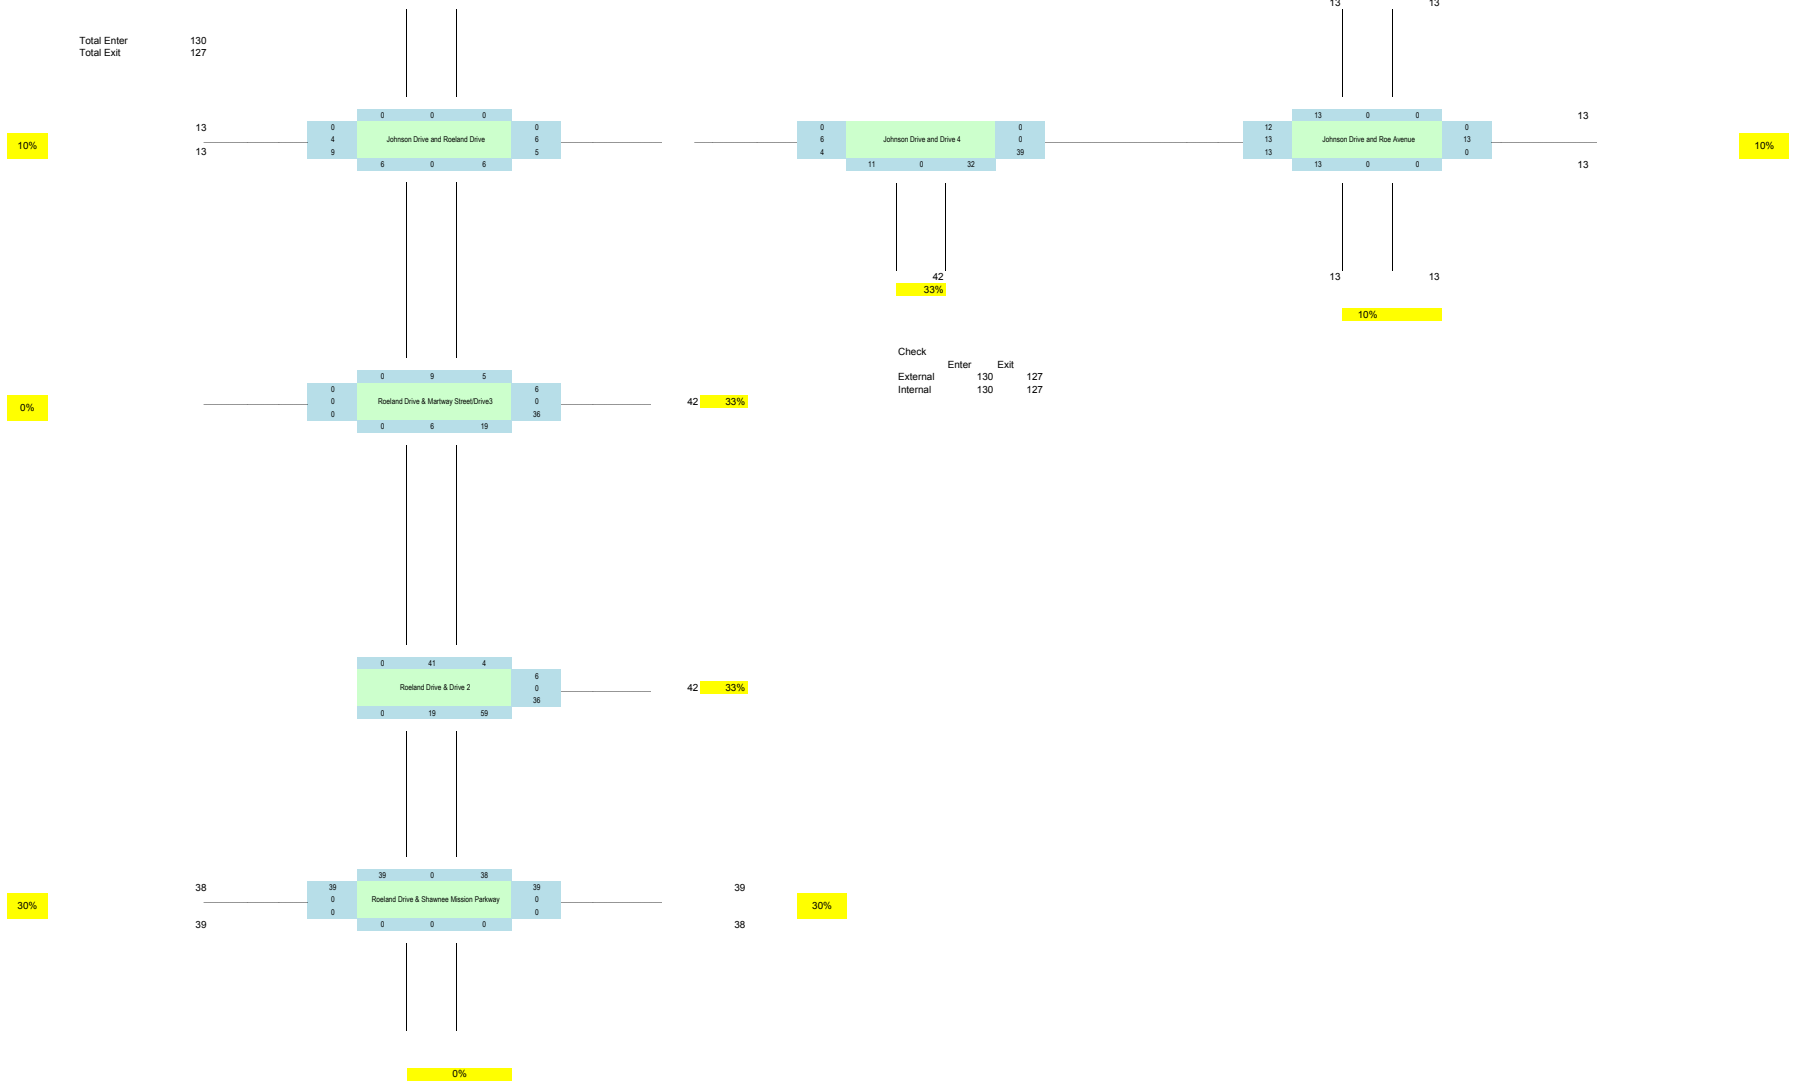 13 13
Total Enter 130
Total Exit 127
0 0 0
13 0 0
13
0
Johnson Drive and Roeland Drive
0
4
6
13
9
5
6 0 6
10%
0
Johnson Drive and Drive 4
0
6
0
4
39
11 0 32
12
Johnson Drive and Roe Avenue
0
13
13
13
0
13 0 0
13
13
10%
42
33%
13 13
10%
Check
Enter Exit
External 130 127
Internal 130 127
0 9 5
0
Roeland Drive & Martway Street/Drive3
6
0
0
0
36
0 6 19
0%
42 33%
0 41 4
Roeland Drive & Drive 2
6
0
36
0 19 59
42 33%
39 0 38
38
39
Roeland Drive & Shawnee Mission Parkway
39
39
0
0
0
0
30%
30%
39
0 0 0
38
0%